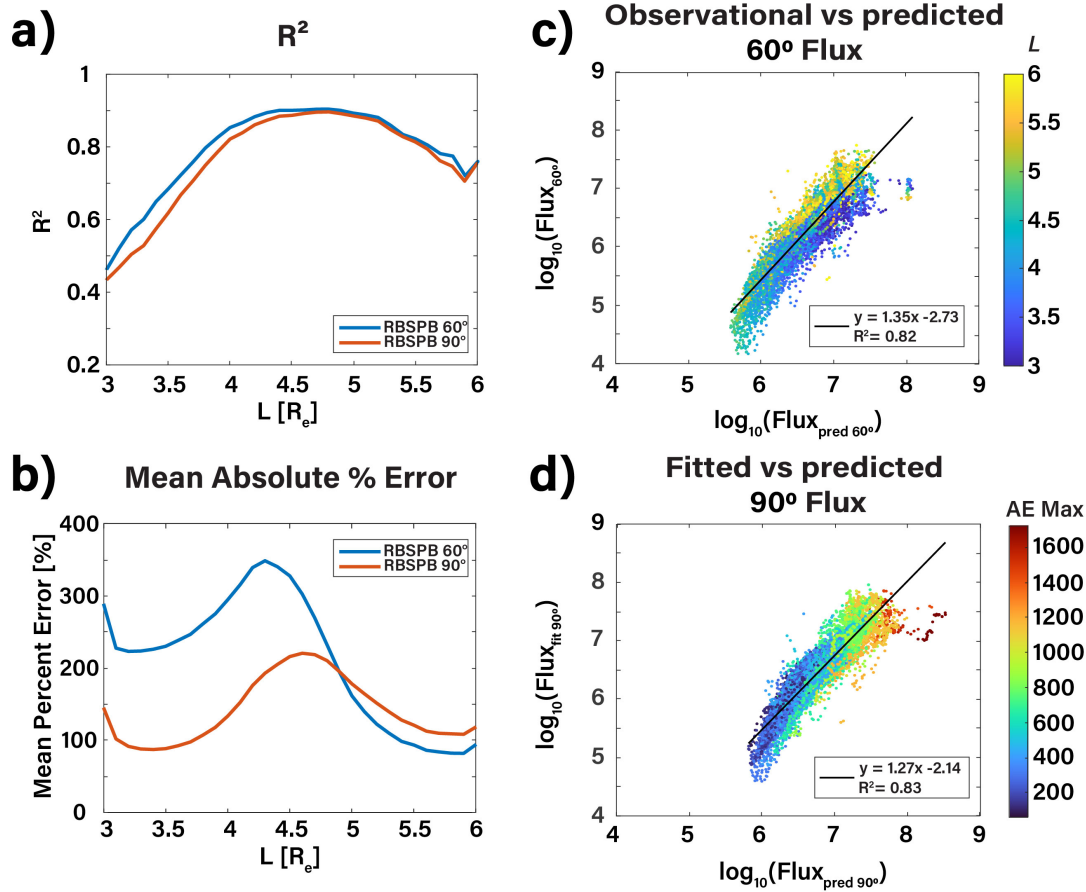 a)
R²
1
0.8
0.6
0.4
0.2
R²
3 3.5 4 4.5 5 5.5 6
L [Re]
RBSPB 60°
RBSPB 90°
c)
Observational vs predicted
60º Flux
9
8
7
6
5
4
log10(Flux60º)
4 5 6 7 8 9
log10(Fluxpred 60º)
y = 1.35x -2.73
R²= 0.82
L
6
5.5
5
4.5
4
3.5
3
b)
Mean Absolute % Error
400
300
200
100
0
Mean Percent Error [%]
3 3.5 4 4.5 5 5.5 6
L [Re]
RBSPB 60°
RBSPB 90°
d)
Fitted vs predicted
90º Flux
9
8
7
6
5
4
log10(Fluxfit 90º)
4 5 6 7 8 9
log10(Fluxpred 90º)
y = 1.27x -2.14
R²= 0.83
AE Max
1600
1400
1200
1000
800
600
400
200